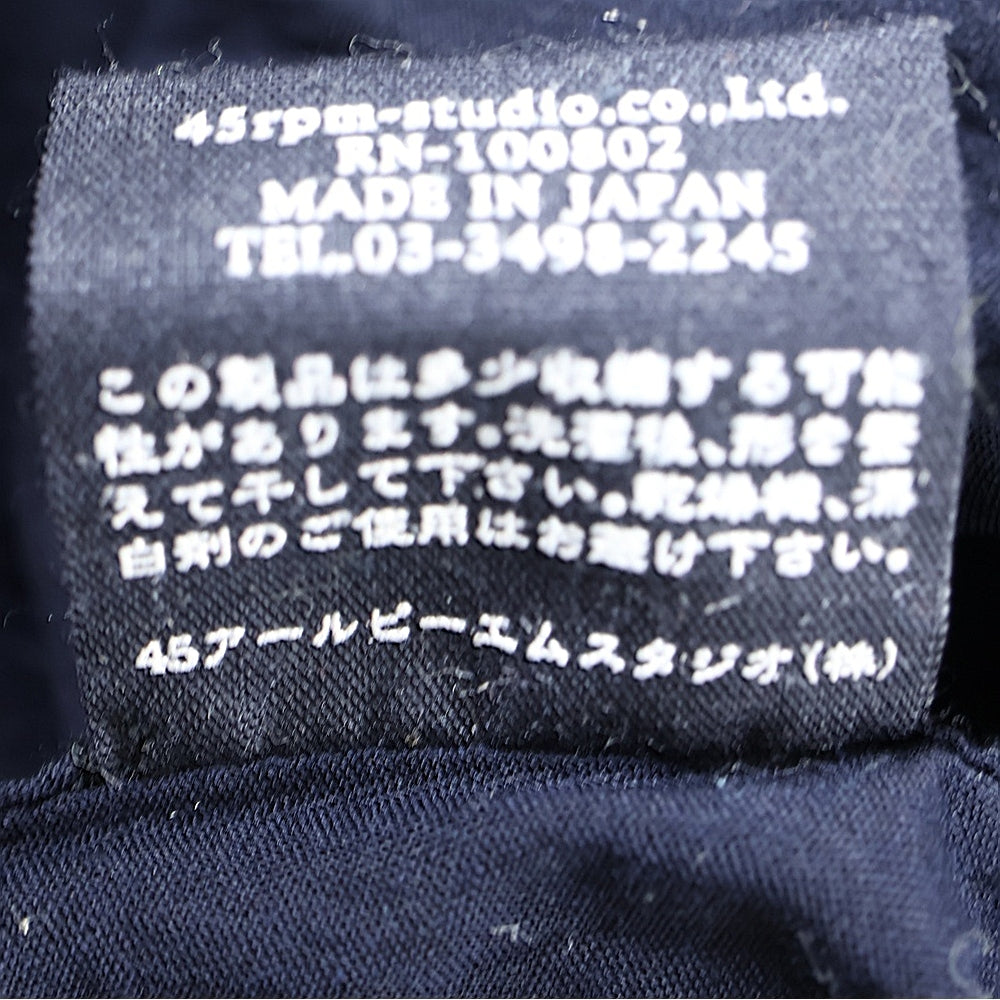 45rpm-studio.co.,Ltd.
RN-100802
MADE IN JAPAN
TEL.03-3498-2245
この製品は多少収縮する可能
性があります。洗濯後、形を整
えて干して下さい。乾燥機、漂
白剤のご使用はお避け下さい。
45アールピーエムスタジオ(株)